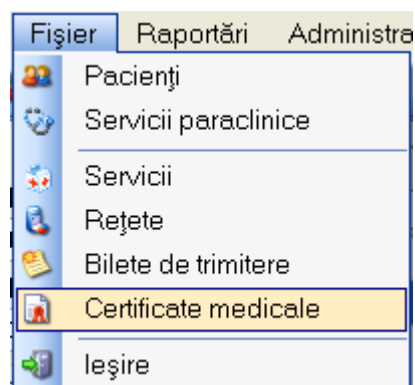 Fişier Raportări Administra
Pacienţi
Servicii paraclinice
Servicii
Reţete
Bilete de trimitere
Certificate medicale
Ieşire